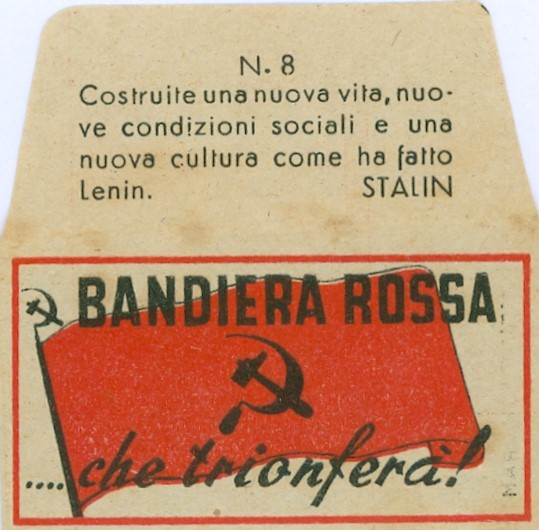 N. 8
Costruite una nuova vita, nuo-
ve condizioni sociali e una
nuova cultura come ha fatto
Lenin. STALIN
BANDIERA ROSSA
.... che trionferà!